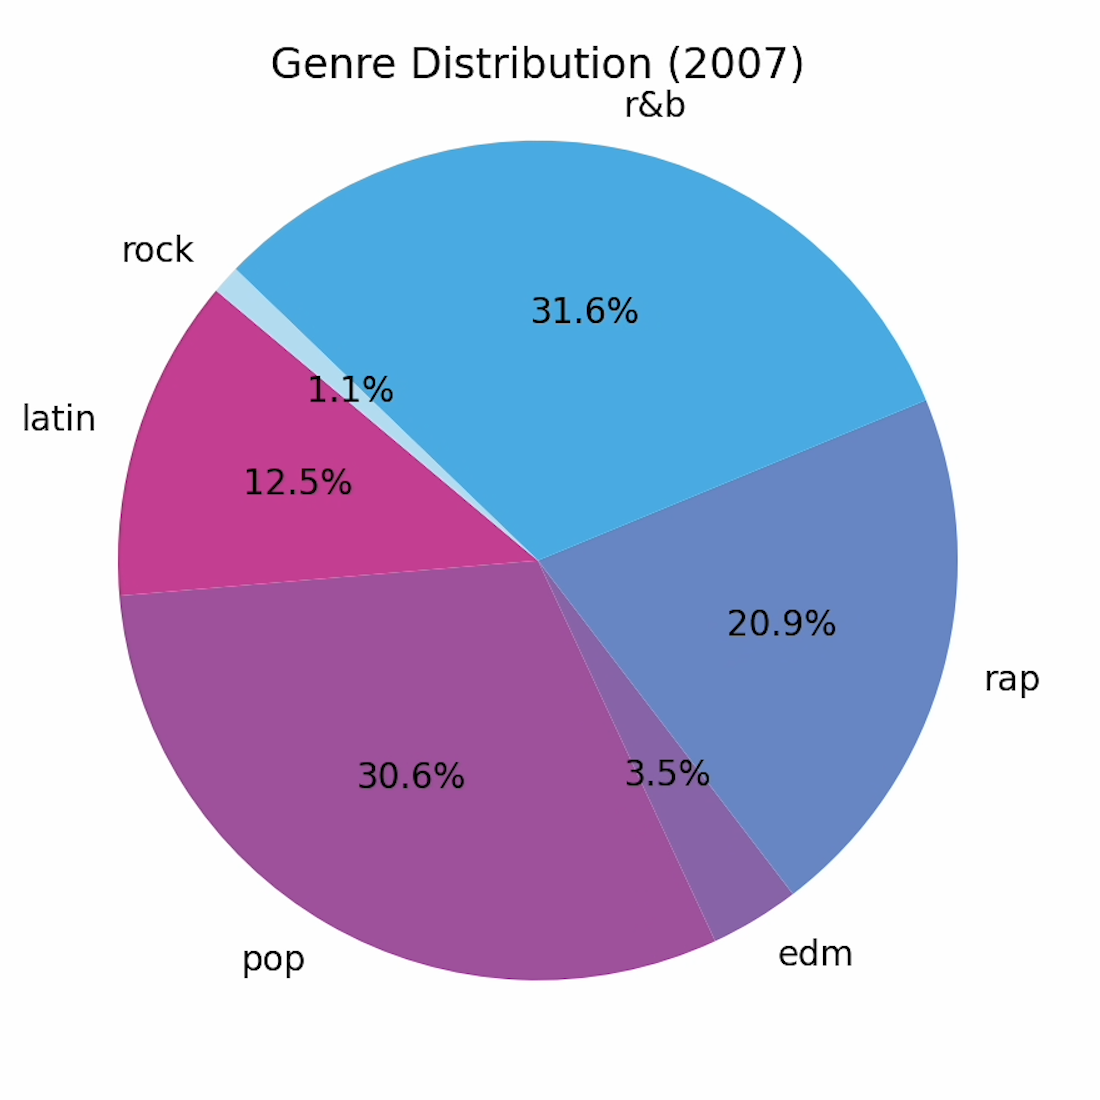 Genre Distribution (2007)
r&b
rock
31.6%
1.1%
latin
12.5%
20.9%
rap
3.5%
30.6%
edm
pop